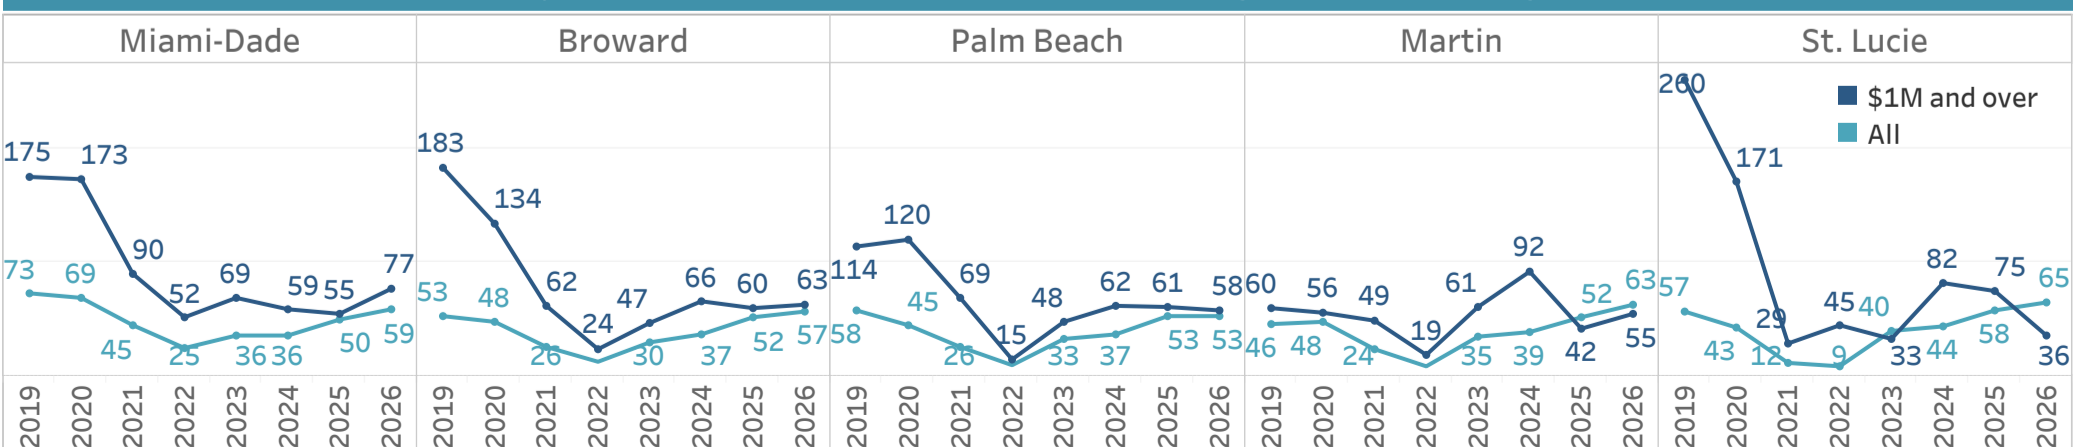 Miami-Dade Broward Palm Beach Martin St. Lucie
260
$1M and over
All
175 173 90 52 69 59 55 77
73 69 45 25 36 36 50 59
183 134 62 24 47 66 60 63
53 48 26 30 37 52 57
114 120 69 15 48 62 61 58
58 45 26 33 37 53 53
60 56 49 19 61 92 42 55
46 48 24 35 39 52 63
171 29 45 33 82 75 36
57 43 12 9 40 44 58 65
2019 2020 2021 2022 2023 2024 2025 2026 2019 2020 2021 2022 2023 2024 2025 2026 2019 2020 2021 2022 2023 2024 2025 2026 2019 2020 2021 2022 2023 2024 2025 2026 2019 2020 2021 2022 2023 2024 2025 2026